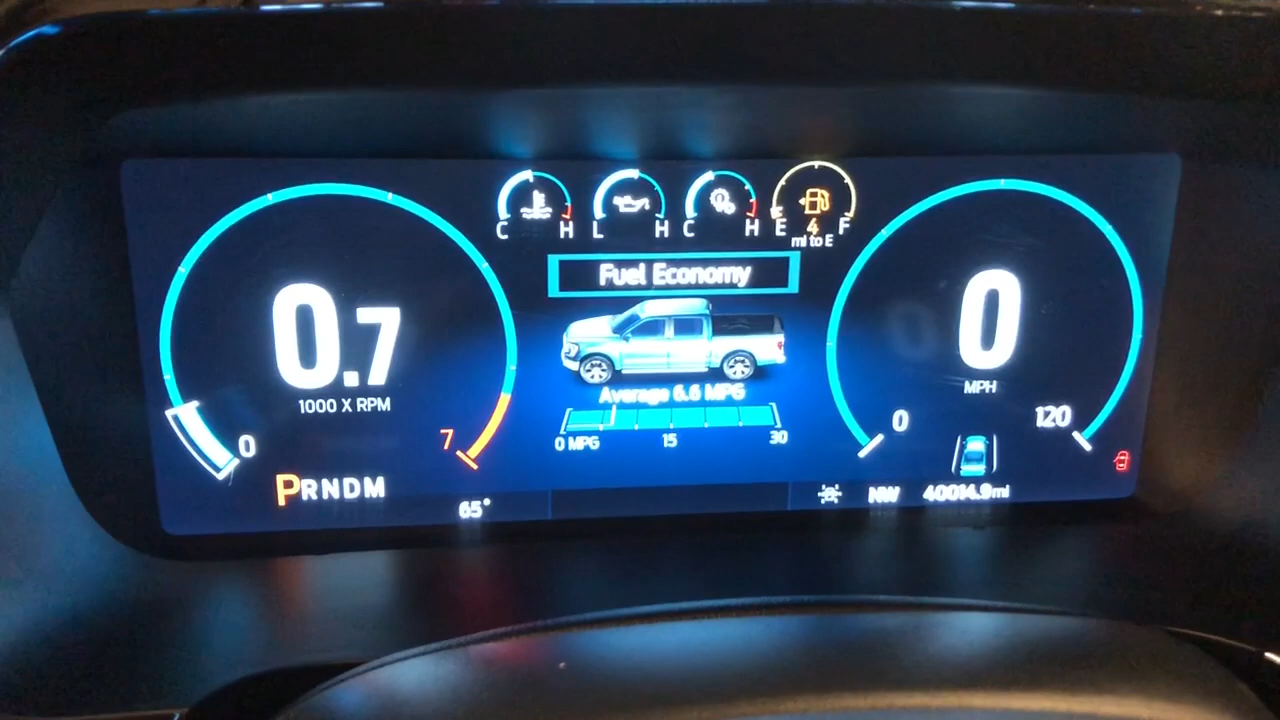 C H L H C H E 4 F
mi to E
Fuel Economy
0.7
1000 X RPM
0
7
PRNDM
65°
Average 6.6 MPG
0 MPG 15 30
0
MPH
0
120
NW 40014.9mi